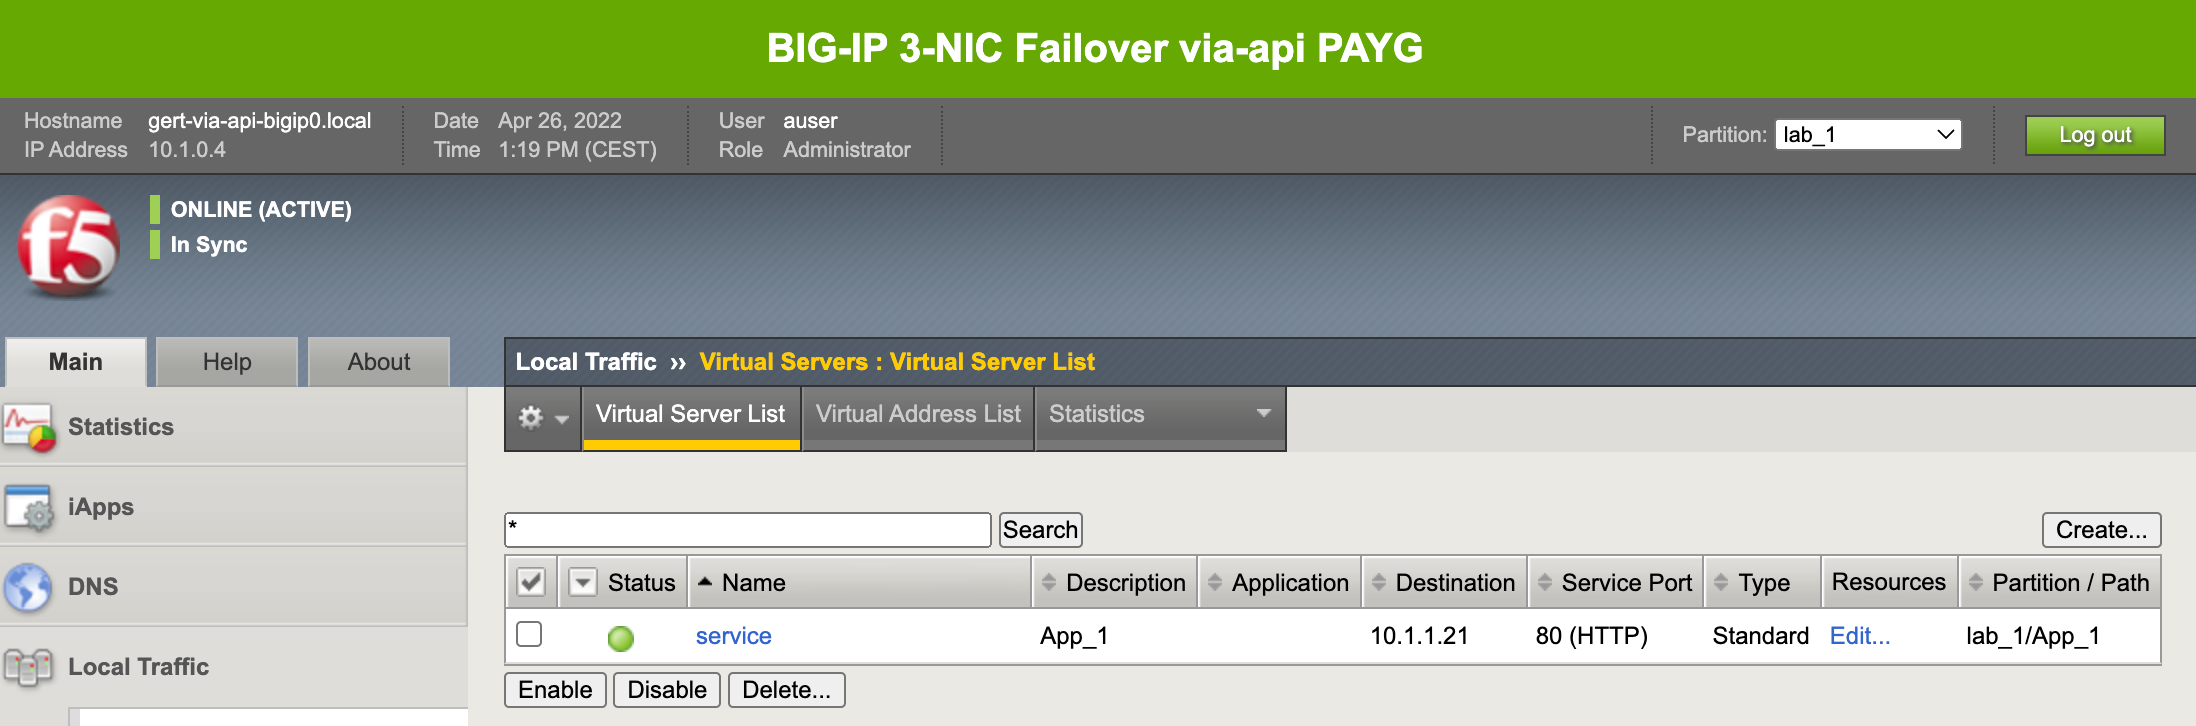 BIG-IP 3-NIC Failover via-api PAYG
Hostname gert-via-api-bigip0.local Date Apr 26, 2022 User auser Partition: lab_1 Log out
IP Address 10.1.0.4 Time 1:19 PM (CEST) Role Administrator
f5
ONLINE (ACTIVE)
In Sync
Main Help About
Local Traffic ›› Virtual Servers : Virtual Server List
Virtual Server List Virtual Address List Statistics
Statistics
iApps
DNS
Local Traffic
* Search Create...
Status Name Description Application Destination Service Port Type Resources Partition / Path
service App_1 10.1.1.21 80 (HTTP) Standard Edit... lab_1/App_1
Enable Disable Delete...